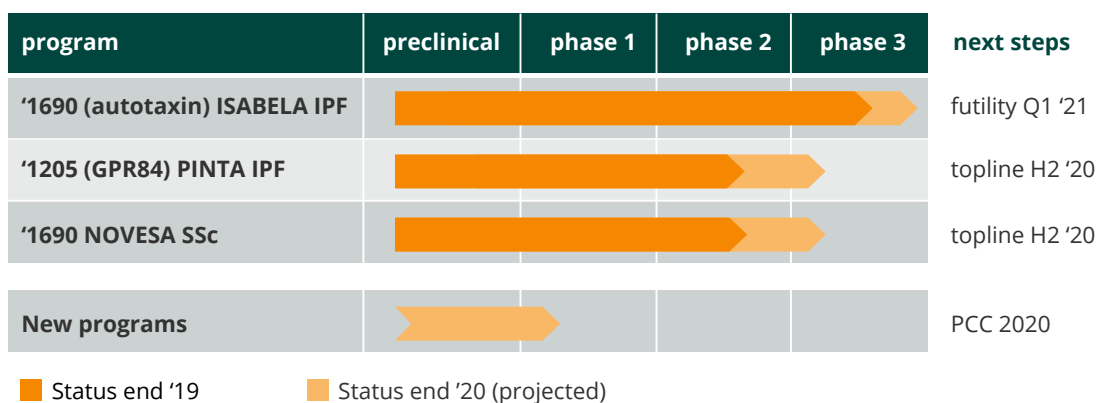 program preclinical phase 1 phase 2 phase 3 next steps
‘1690 (autotaxin) ISABELA IPF futility Q1 ‘21
‘1205 (GPR84) PINTA IPF topline H2 ‘20
‘1690 NOVESA SSc topline H2 ‘20
New programs PCC 2020
Status end ‘19 Status end ’20 (projected)